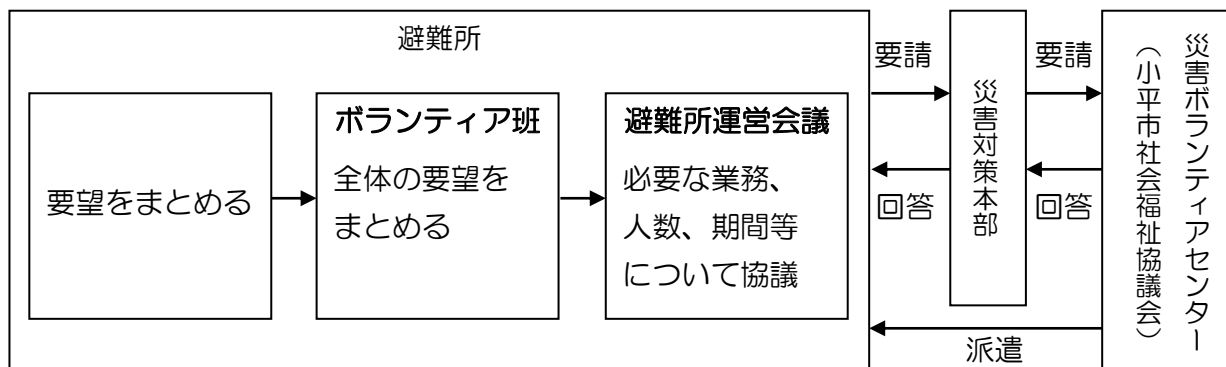 避難所
要望をまとめる
ボランティア班
全体の要望を
まとめる
避難所運営会議
必要な業務、
人数、期間等
について協議
要請
回答
災害対策本部
要請
回答
派遣
災害ボランティアセンター
（小平市社会福祉協議会）